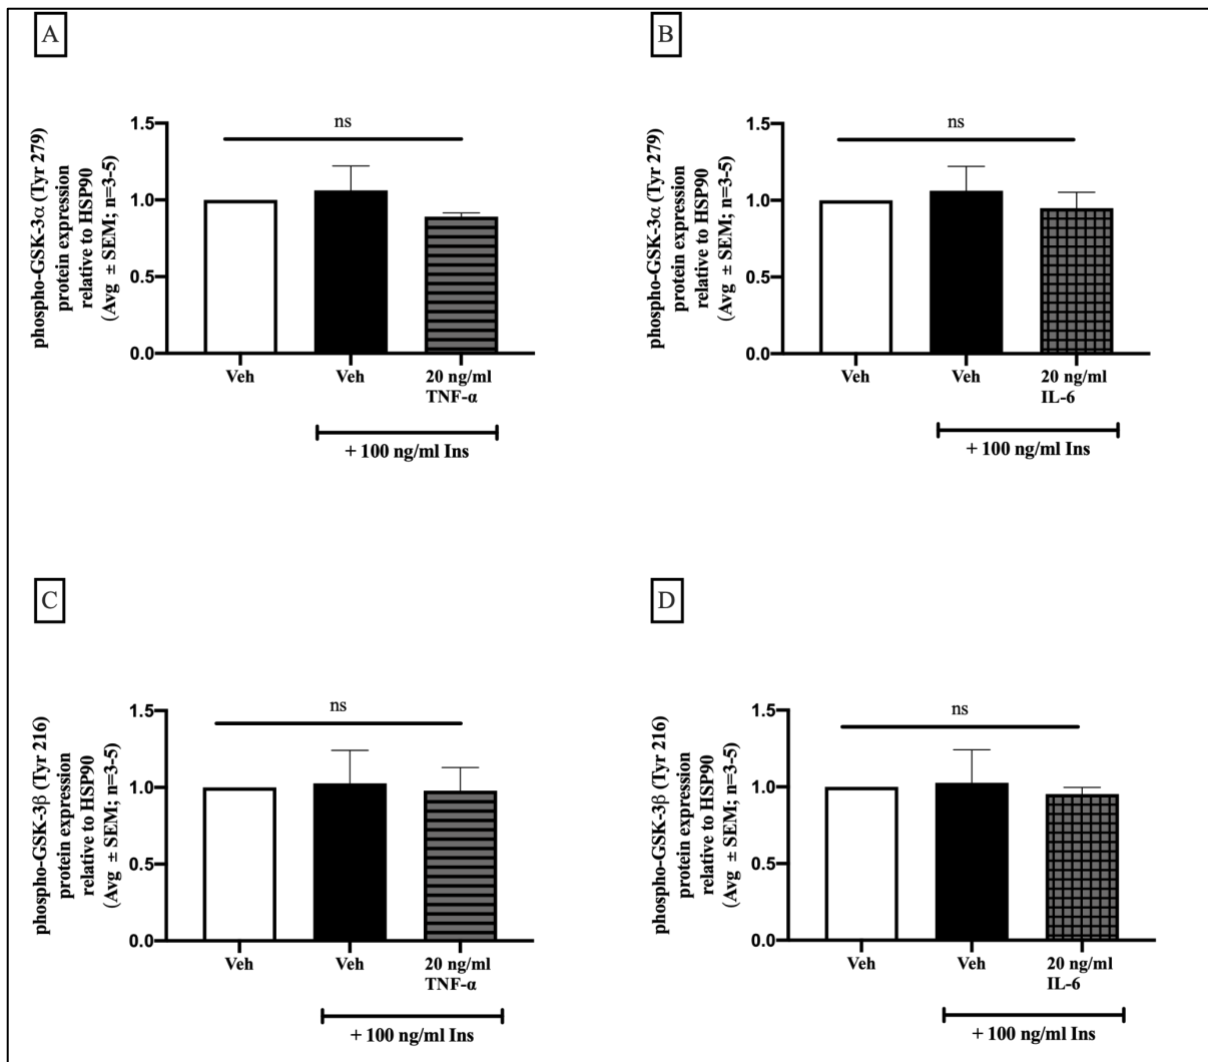 A
phospho-GSK-3α (Tyr 279)
protein expression
relative to HSP90
(Avg ± SEM; n=3-5)
1.5
1.0
0.5
0.0
ns
Veh
Veh
20 ng/ml
TNF-α
+ 100 ng/ml Ins
B
phospho-GSK-3α (Tyr 279)
protein expression
relative to HSP90
(Avg ± SEM; n=3-5)
1.5
1.0
0.5
0.0
ns
Veh
Veh
20 ng/ml
IL-6
+ 100 ng/ml Ins
C
phospho-GSK-3β (Tyr 216)
protein expression
relative to HSP90
(Avg ± SEM; n=3-5)
1.5
1.0
0.5
0.0
ns
Veh
Veh
20 ng/ml
TNF-α
+ 100 ng/ml Ins
D
phospho-GSK-3β (Tyr 216)
protein expression
relative to HSP90
(Avg ± SEM; n=3-5)
1.5
1.0
0.5
0.0
ns
Veh
Veh
20 ng/ml
IL-6
+ 100 ng/ml Ins